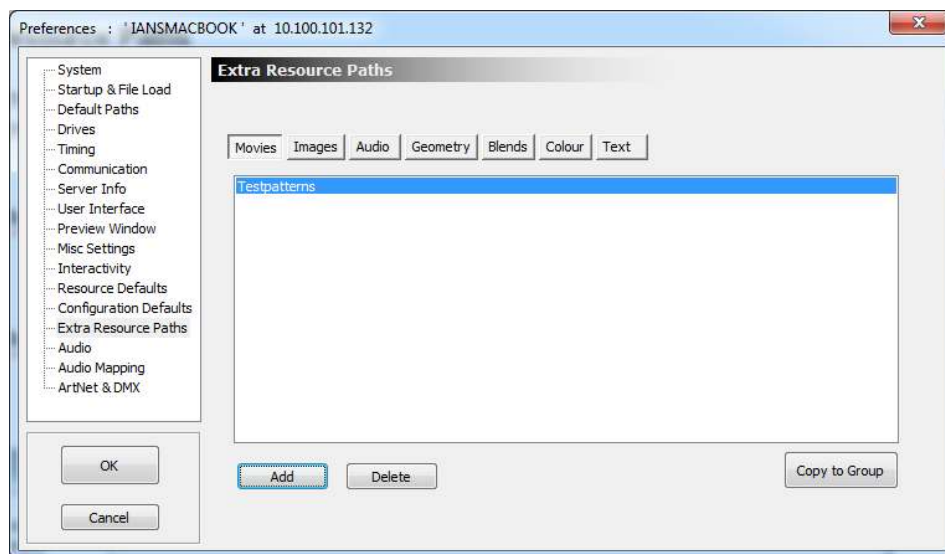 Preferences : ' IANSMACBOOK ' at 10.100.101.132
System
Startup & File Load
Default Paths
Drives
Timing
Communication
Server Info
User Interface
Preview Window
Misc Settings
Interactivity
Resource Defaults
Configuration Defaults
Extra Resource Paths
Audio
Audio Mapping
ArtNet & DMX
OK
Cancel
Extra Resource Paths
Movies Images Audio Geometry Blends Colour Text
Testpatterns
Add Delete Copy to Group